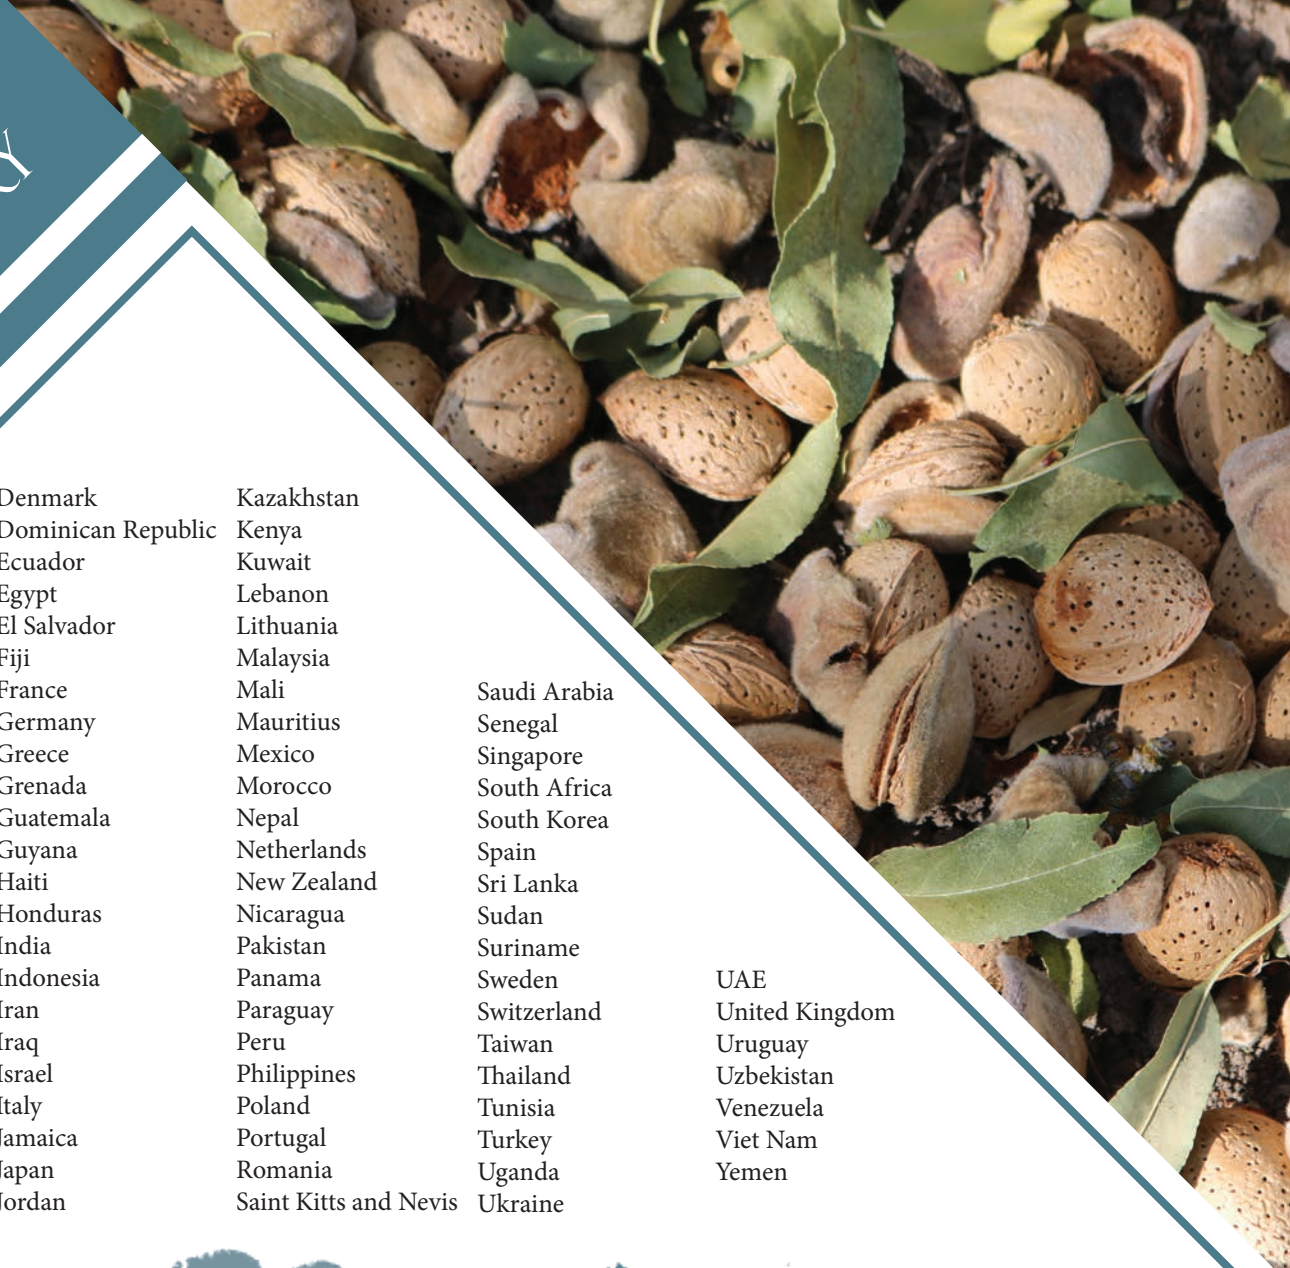 Denmark
Dominican Republic
Ecuador
Egypt
El Salvador
Fiji
France
Germany
Greece
Grenada
Guatemala
Guyana
Haiti
Honduras
India
Indonesia
Iran
Iraq
Israel
Italy
Jamaica
Japan
Jordan
Kazakhstan
Kenya
Kuwait
Lebanon
Lithuania
Malaysia
Mali
Mauritius
Mexico
Morocco
Nepal
Netherlands
New Zealand
Nicaragua
Pakistan
Panama
Paraguay
Peru
Philippines
Poland
Portugal
Romania
Saint Kitts and Nevis
Saudi Arabia
Senegal
Singapore
South Africa
South Korea
Spain
Sri Lanka
Sudan
Suriname
Sweden
Switzerland
Taiwan
Thailand
Tunisia
Turkey
Uganda
Ukraine
UAE
United Kingdom
Uruguay
Uzbekistan
Venezuela
Viet Nam
Yemen